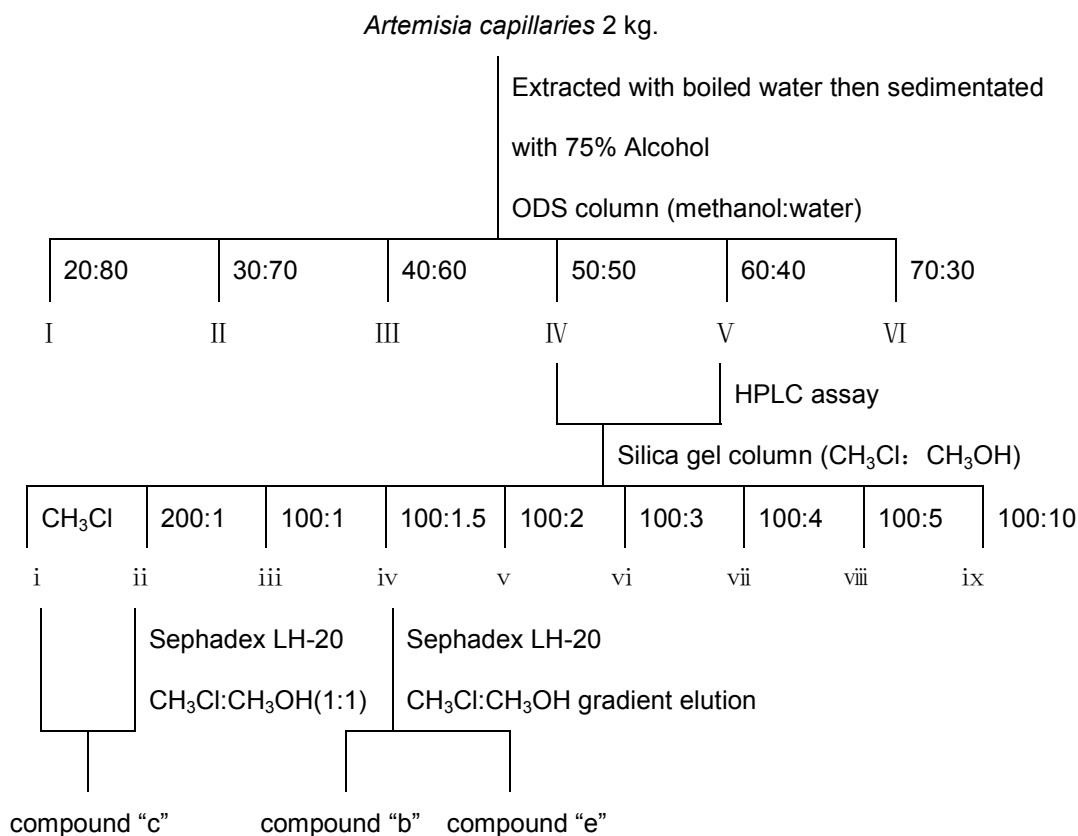 Artemisia capillaries 2 kg.
Extracted with boiled water then sedimentated
with 75% Alcohol
ODS column (methanol:water)
20:80 30:70 40:60 50:50 60:40 70:30
Ⅰ Ⅱ Ⅲ Ⅳ Ⅴ Ⅵ
HPLC assay
Silica gel column (CH₃Cl： CH₃OH)
CH₃Cl 200:1 100:1 100:1.5 100:2 100:3 100:4 100:5 100:10
ⅰ ⅱ ⅲ ⅳ ⅴ ⅵ ⅶ ⅷ ⅸ
Sephadex LH-20 Sephadex LH-20
CH₃Cl:CH₃OH(1:1) CH₃Cl:CH₃OH gradient elution
compound “c” compound “b” compound “e”